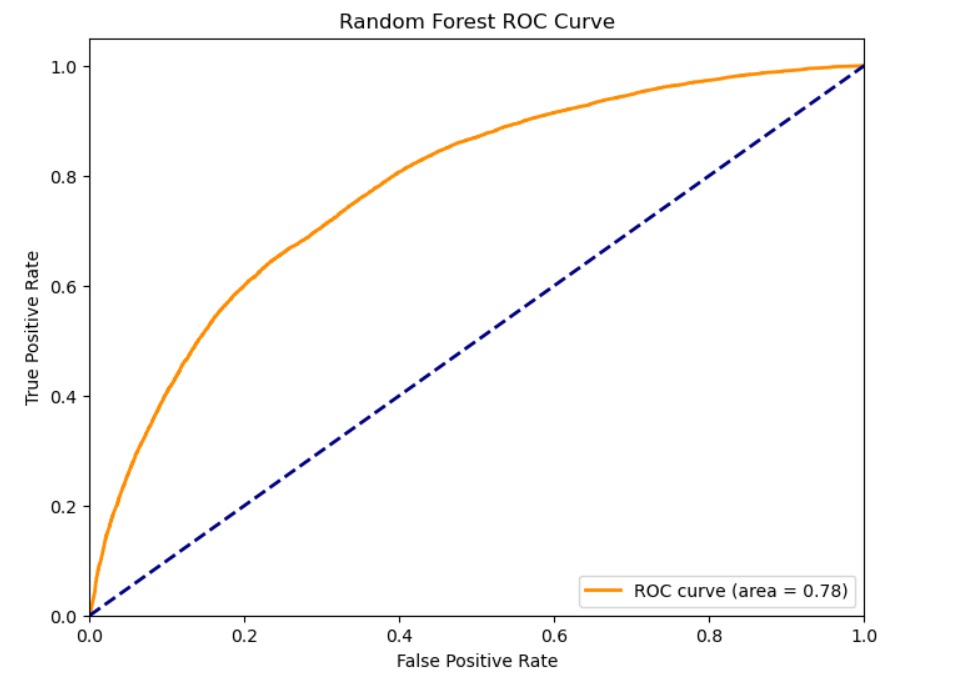 Random Forest ROC Curve
True Positive Rate
1.0
0.8
0.6
0.4
0.2
0.0
0.0 0.2 0.4 0.6 0.8 1.0
False Positive Rate
ROC curve (area = 0.78)